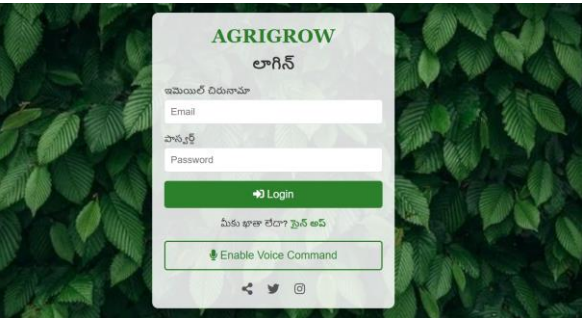 AGRIGROW
లాగిన్
ఇమెయిల్ చిరునామా
Email
పాస్వర్డ్
Password
Login
మీకు ఖాతా లేదా? సైన్ అప్
Enable Voice Command